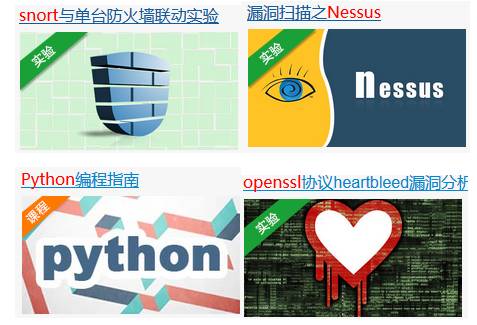 snort与单台防火墙联动实验
漏洞扫描之Nessus
实验
实验
nessus
Python编程指南
openssl协议heartbleed漏洞分析
课程
实验
python